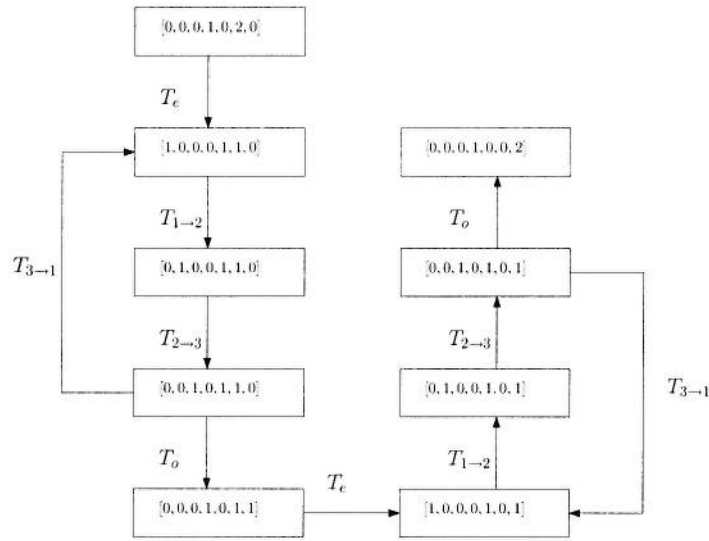 [0,0,0,1,0,2,0]
T_e
[1,0,0,0,1,1,0]
T_{1→2}
T_{3→1}
[0,1,0,0,1,1,0]
T_{2→3}
[0,0,1,0,1,1,0]
T_o
[0,0,0,1,0,1,1]
T_e
[1,0,0,0,1,0,1]
T_{1→2}
[0,1,0,0,1,0,1]
T_{2→3}
T_{3→1}
[0,0,1,0,1,0,1]
T_o
[0,0,0,1,0,0,2]